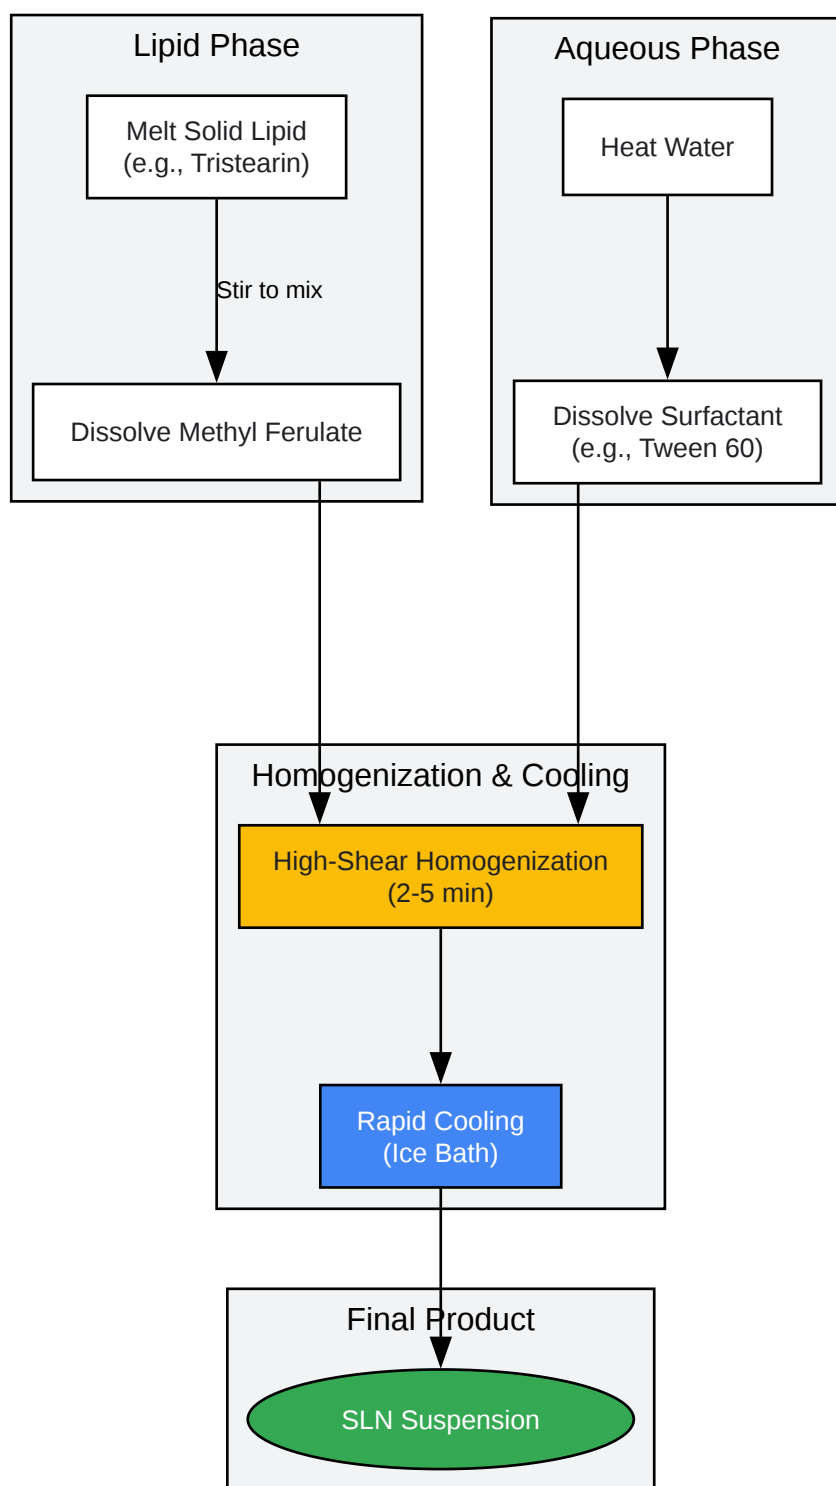 Lipid Phase
Melt Solid Lipid
(e.g., Tristearin)
Stir to mix
Dissolve Methyl Ferulate
Aqueous Phase
Heat Water
Dissolve Surfactant
(e.g., Tween 60)
Homogenization & Cooling
High-Shear Homogenization
(2-5 min)
Rapid Cooling
(Ice Bath)
Final Product
SLN Suspension